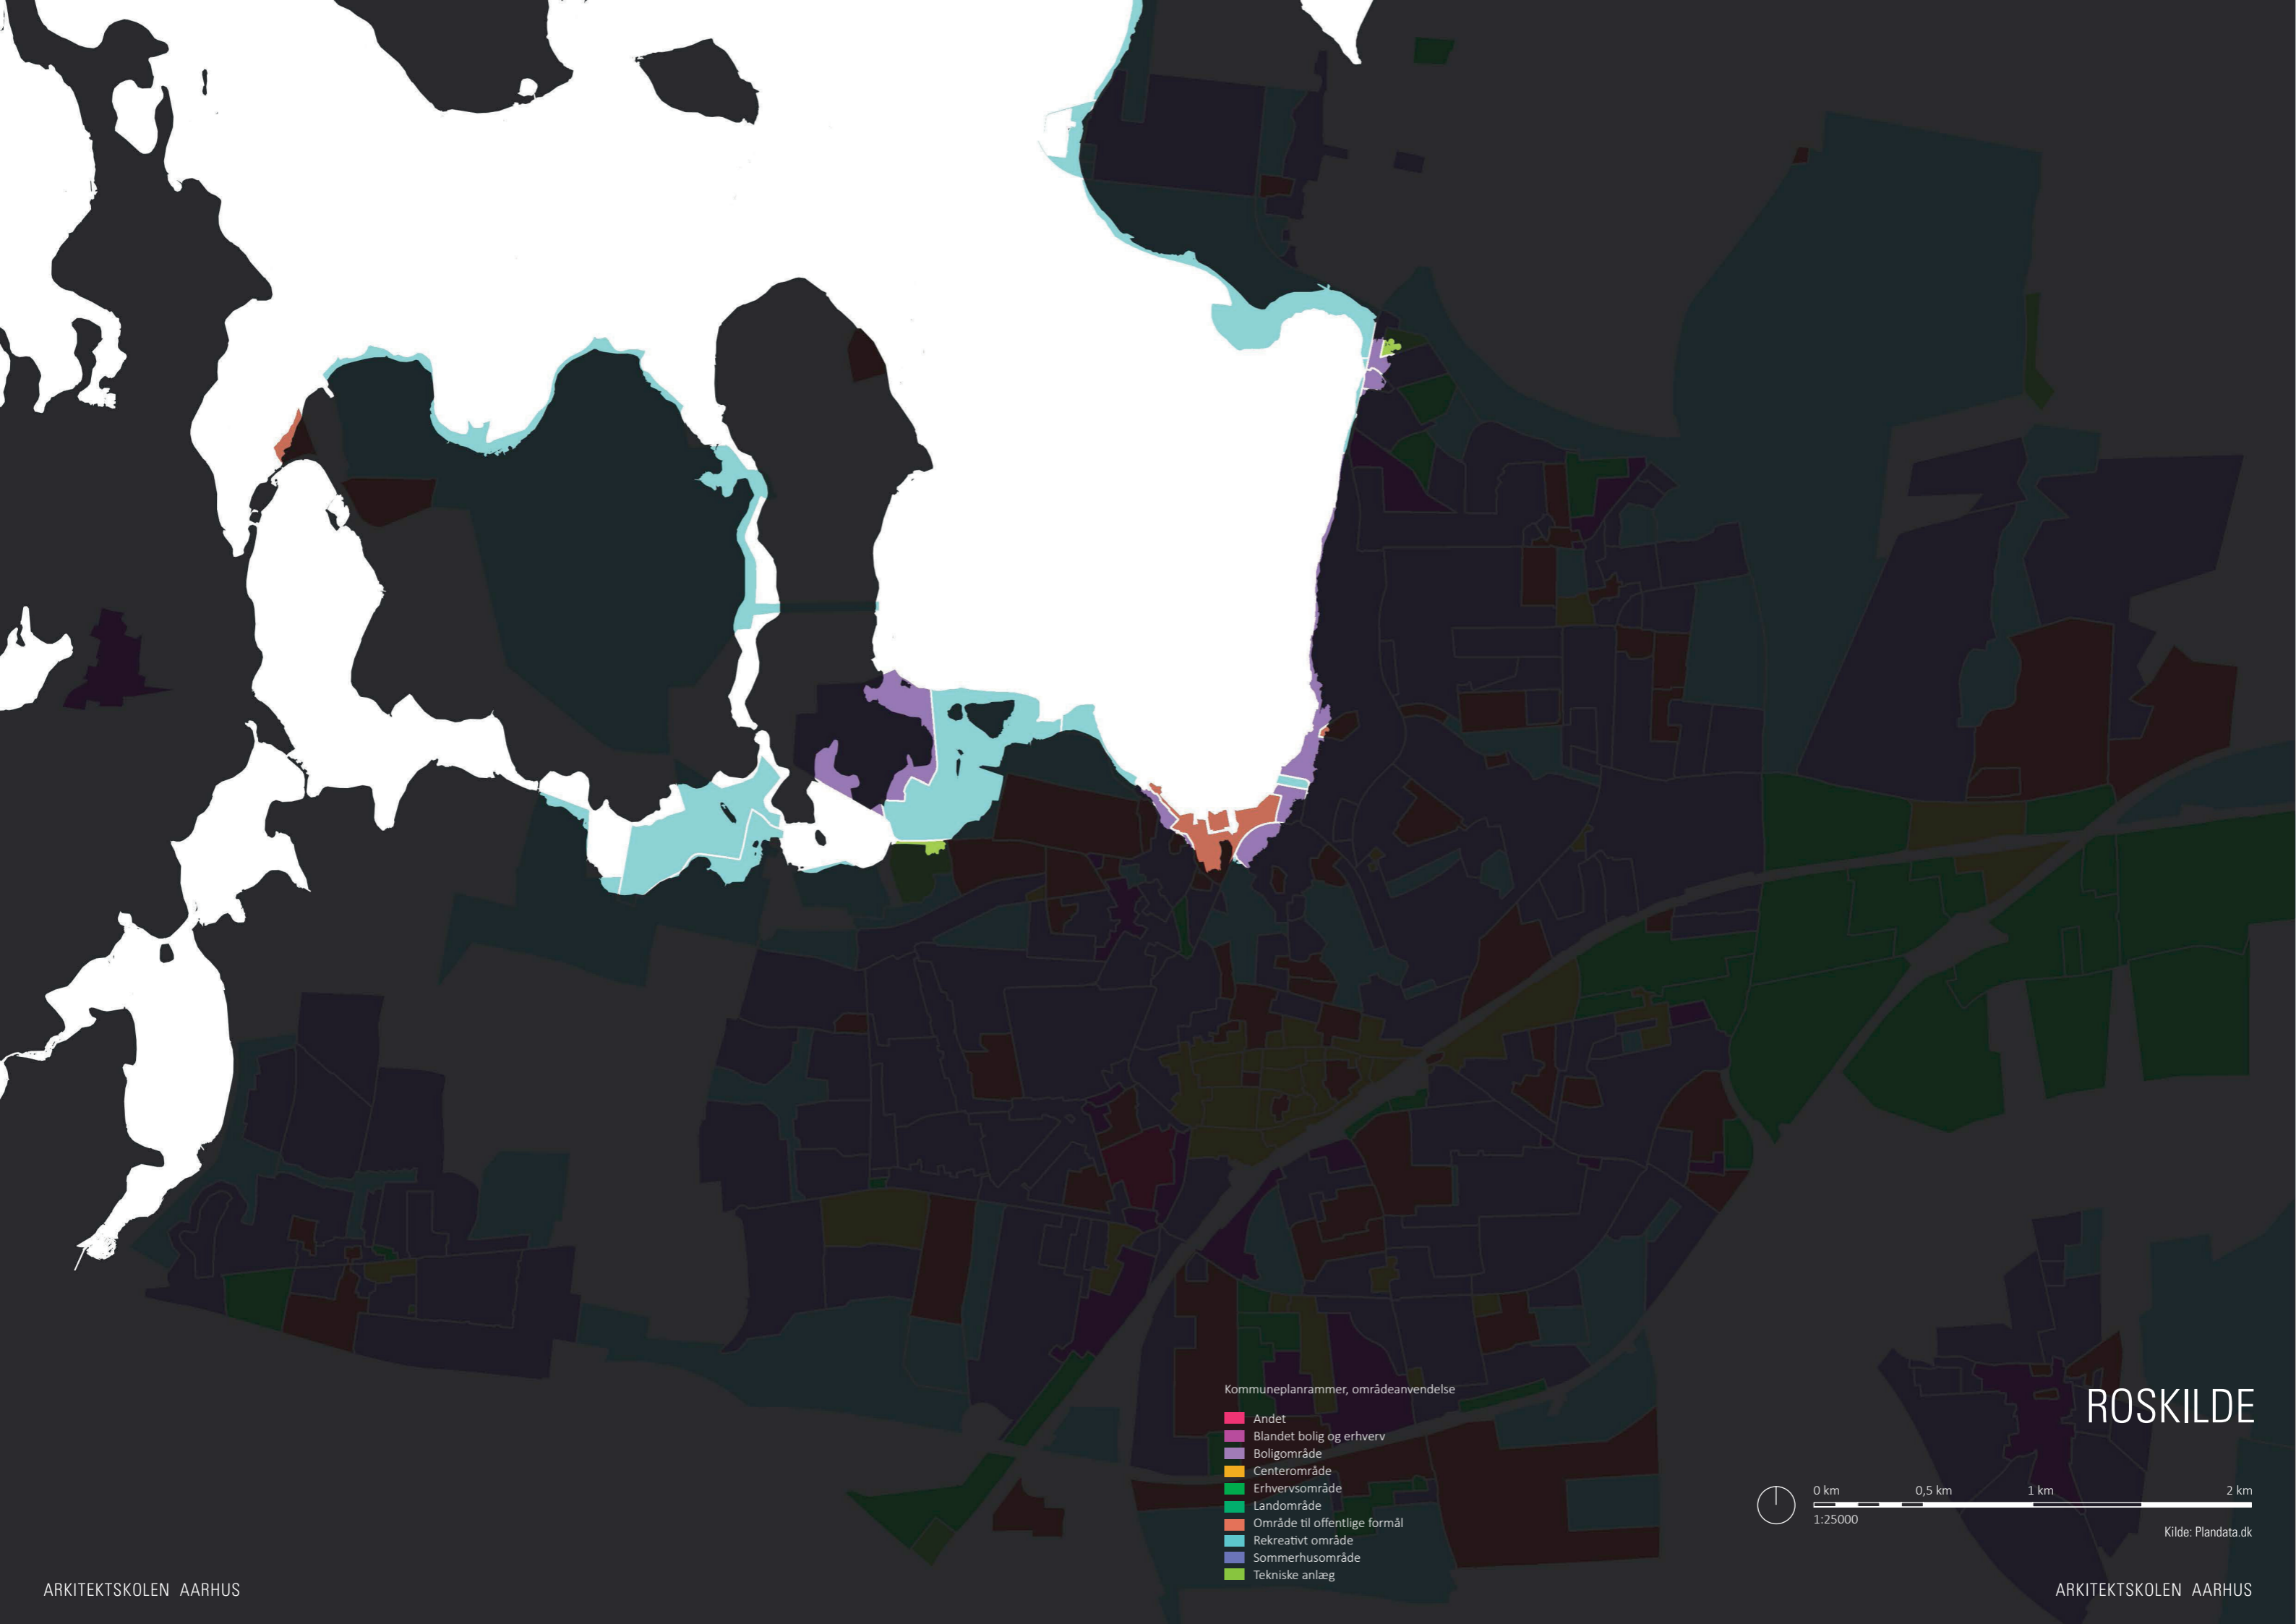 Kommuneplanrammer, områdeanvendelse
Andet
Blandet bolig og erhverv
Boligområde
Centerområde
Erhvervsområde
Landområde
Område til offentlige formål
Rekreativt område
Sommerhusområde
Tekniske anlæg
ROSKILDE
0 km 0,5 km 1 km 2 km
1:25000
Kilde: Plandata.dk
ARKITEKTSKOLEN AARHUS
ARKITEKTSKOLEN AARHUS